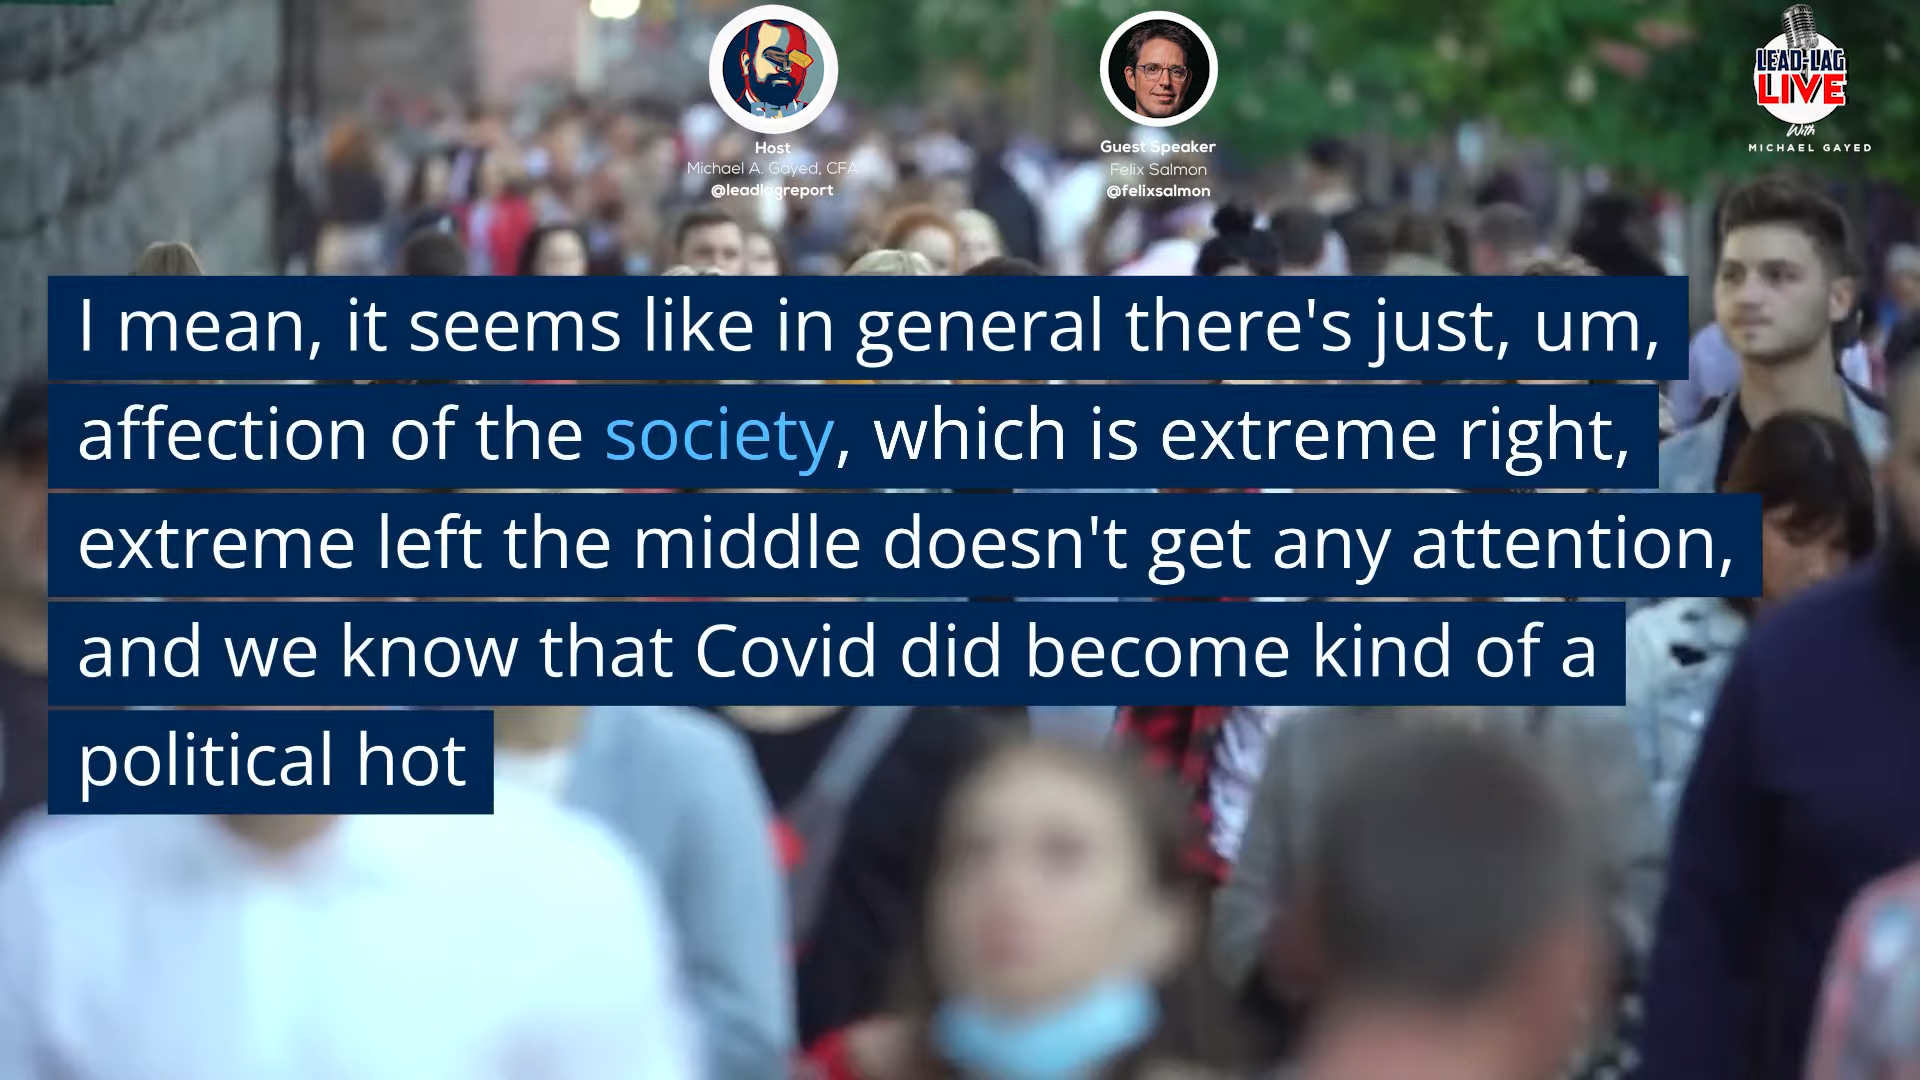 Host
Michael A. Gayed, CFA
@leadlagreport
Guest Speaker
Felix Salmon
@felixsalmon
LEAD-LAG
LIVE
With
MICHAEL GAYED
I mean, it seems like in general there's just, um,
affection of the society, which is extreme right,
extreme left the middle doesn't get any attention,
and we know that Covid did become kind of a
political hot